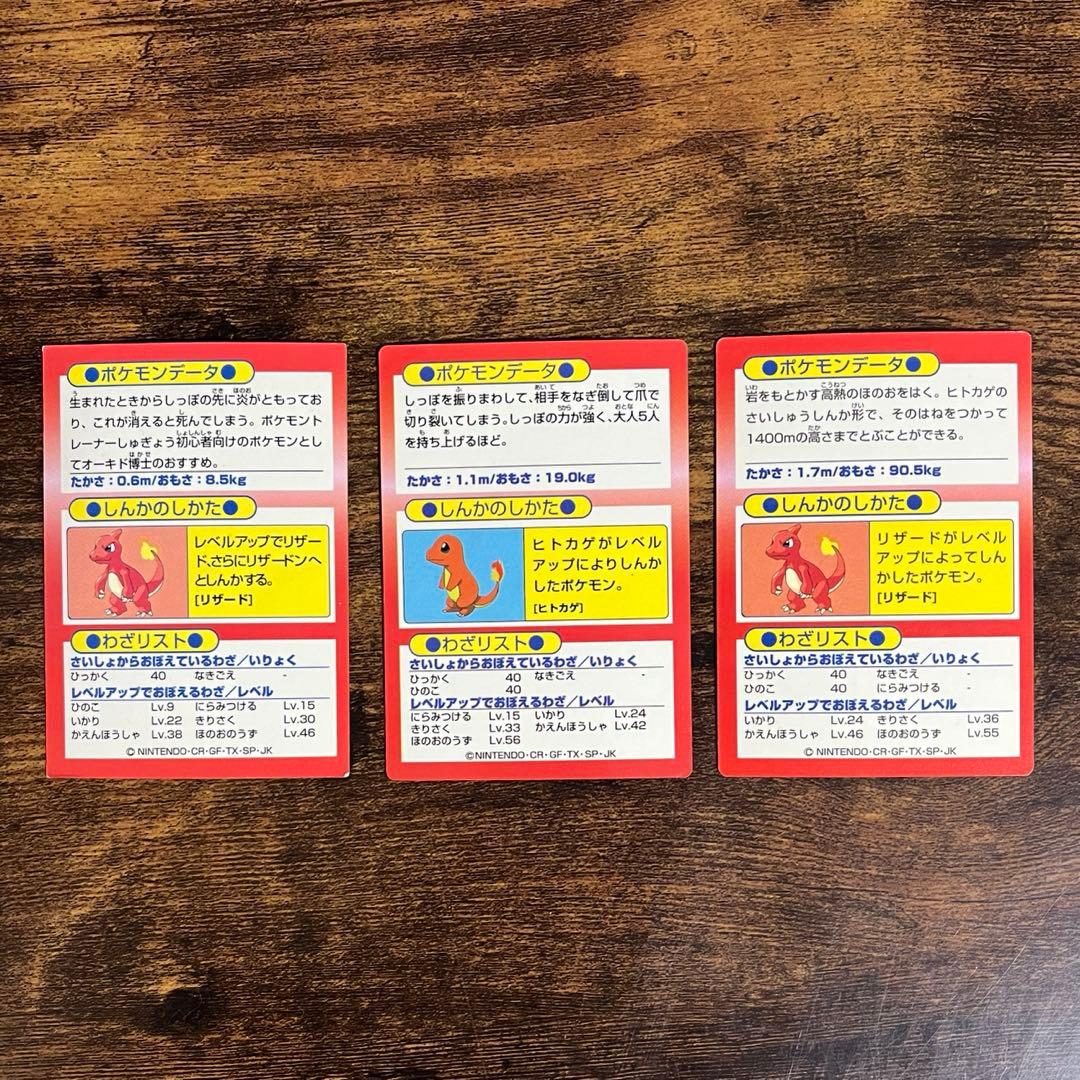 ●ポケモンデータ●
生まれたときからしっぽの先に炎がともってお
り、これが消えると死んでしまう。ポケモント
レーナーしゅぎょう初心者向けのポケモンとし
てオーキド博士のおすすめ。
たかさ：0.6m/おもさ：8.5kg
●しんかのしかた●
レベルアップでリザー
ド、さらにリザードンへ
としんかする。
[リザード]
●わざリスト●
さいしょからおぼえているわざ／いりょく
ひっかく 40 なきごえ -
レベルアップでおぼえるわざ／レベル
ひのこ Lv.9 にらみつける Lv.15
いかり Lv.22 きりさく Lv.30
かえんほうしゃ Lv.38 ほのおのうず Lv.46
©NINTENDO・CR・GF・TX・SP・JK
●ポケモンデータ●
しっぽを振りまわして、相手をなぎ倒して爪で
切り裂いてしまう。しっぽの力が強く、大人5人
を持ち上げるほど。
たかさ：1.1m/おもさ：19.0kg
●しんかのしかた●
ヒトカゲがレベル
アップによりしんか
したポケモン。
[ヒトカゲ]
●わざリスト●
さいしょからおぼえているわざ／いりょく
ひっかく 40 なきごえ -
ひのこ 40
レベルアップでおぼえるわざ／レベル
にらみつける Lv.15 いかり Lv.24
きりさく Lv.33 かえんほうしゃ Lv.42
ほのおのうず Lv.56
©NINTENDO・CR・GF・TX・SP・JK
●ポケモンデータ●
岩をもとかす高熱のほのおをはく。ヒトカゲの
さいしゅうしんか形で、そのはねをつかって
1400mの高さまでとぶことができる。
たかさ：1.7m/おもさ：90.5kg
●しんかのしかた●
リザードがレベル
アップによってしん
かしたポケモン。
[リザード]
●わざリスト●
さいしょからおぼえているわざ／いりょく
ひっかく 40 なきごえ -
ひのこ 40 にらみつける -
レベルアップでおぼえるわざ／レベル
いかり Lv.24 きりさく Lv.36
かえんほうしゃ Lv.46 ほのおのうず Lv.55
©NINTENDO・CR・GF・TX・SP・JK